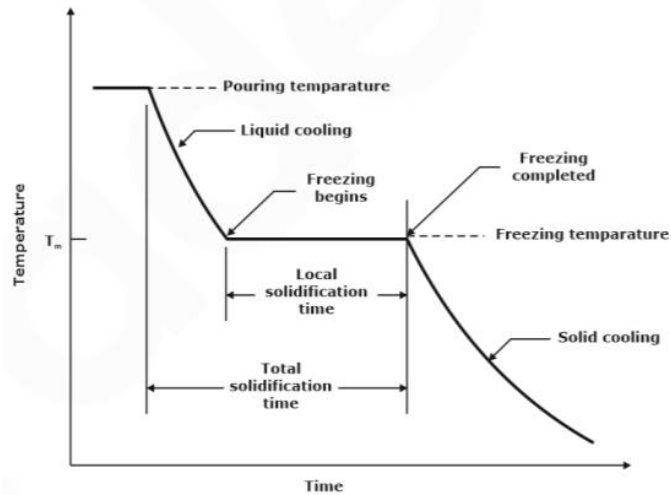 Pouring temparature
Liquid cooling
Freezing
begins
Freezing
completed
Temperature
Tm
Freezing temparature
Local
solidification
time
Solid cooling
Total
solidification
time
Time